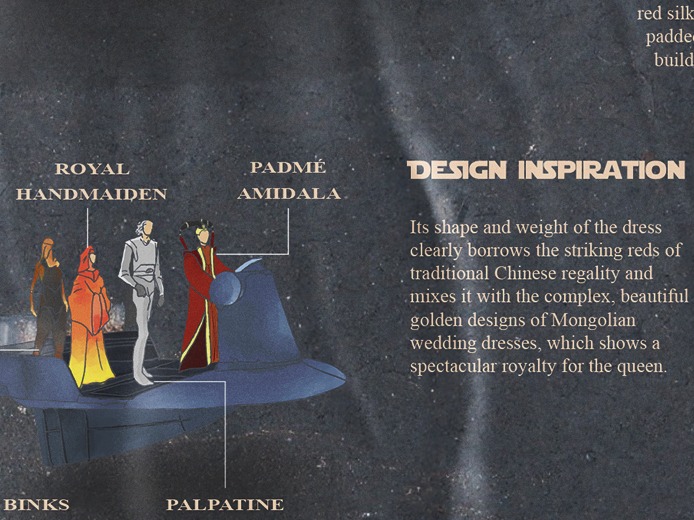 red silk
padded
build
ROYAL
HANDMAIDEN
PADMÉ
AMIDALA
DESIGN INSPIRATION
Its shape and weight of the dress
clearly borrows the striking reds of
traditional Chinese regality and
mixes it with the complex, beautiful
golden designs of Mongolian
wedding dresses, which shows a
spectacular royalty for the queen.
BINKS
PALPATINE